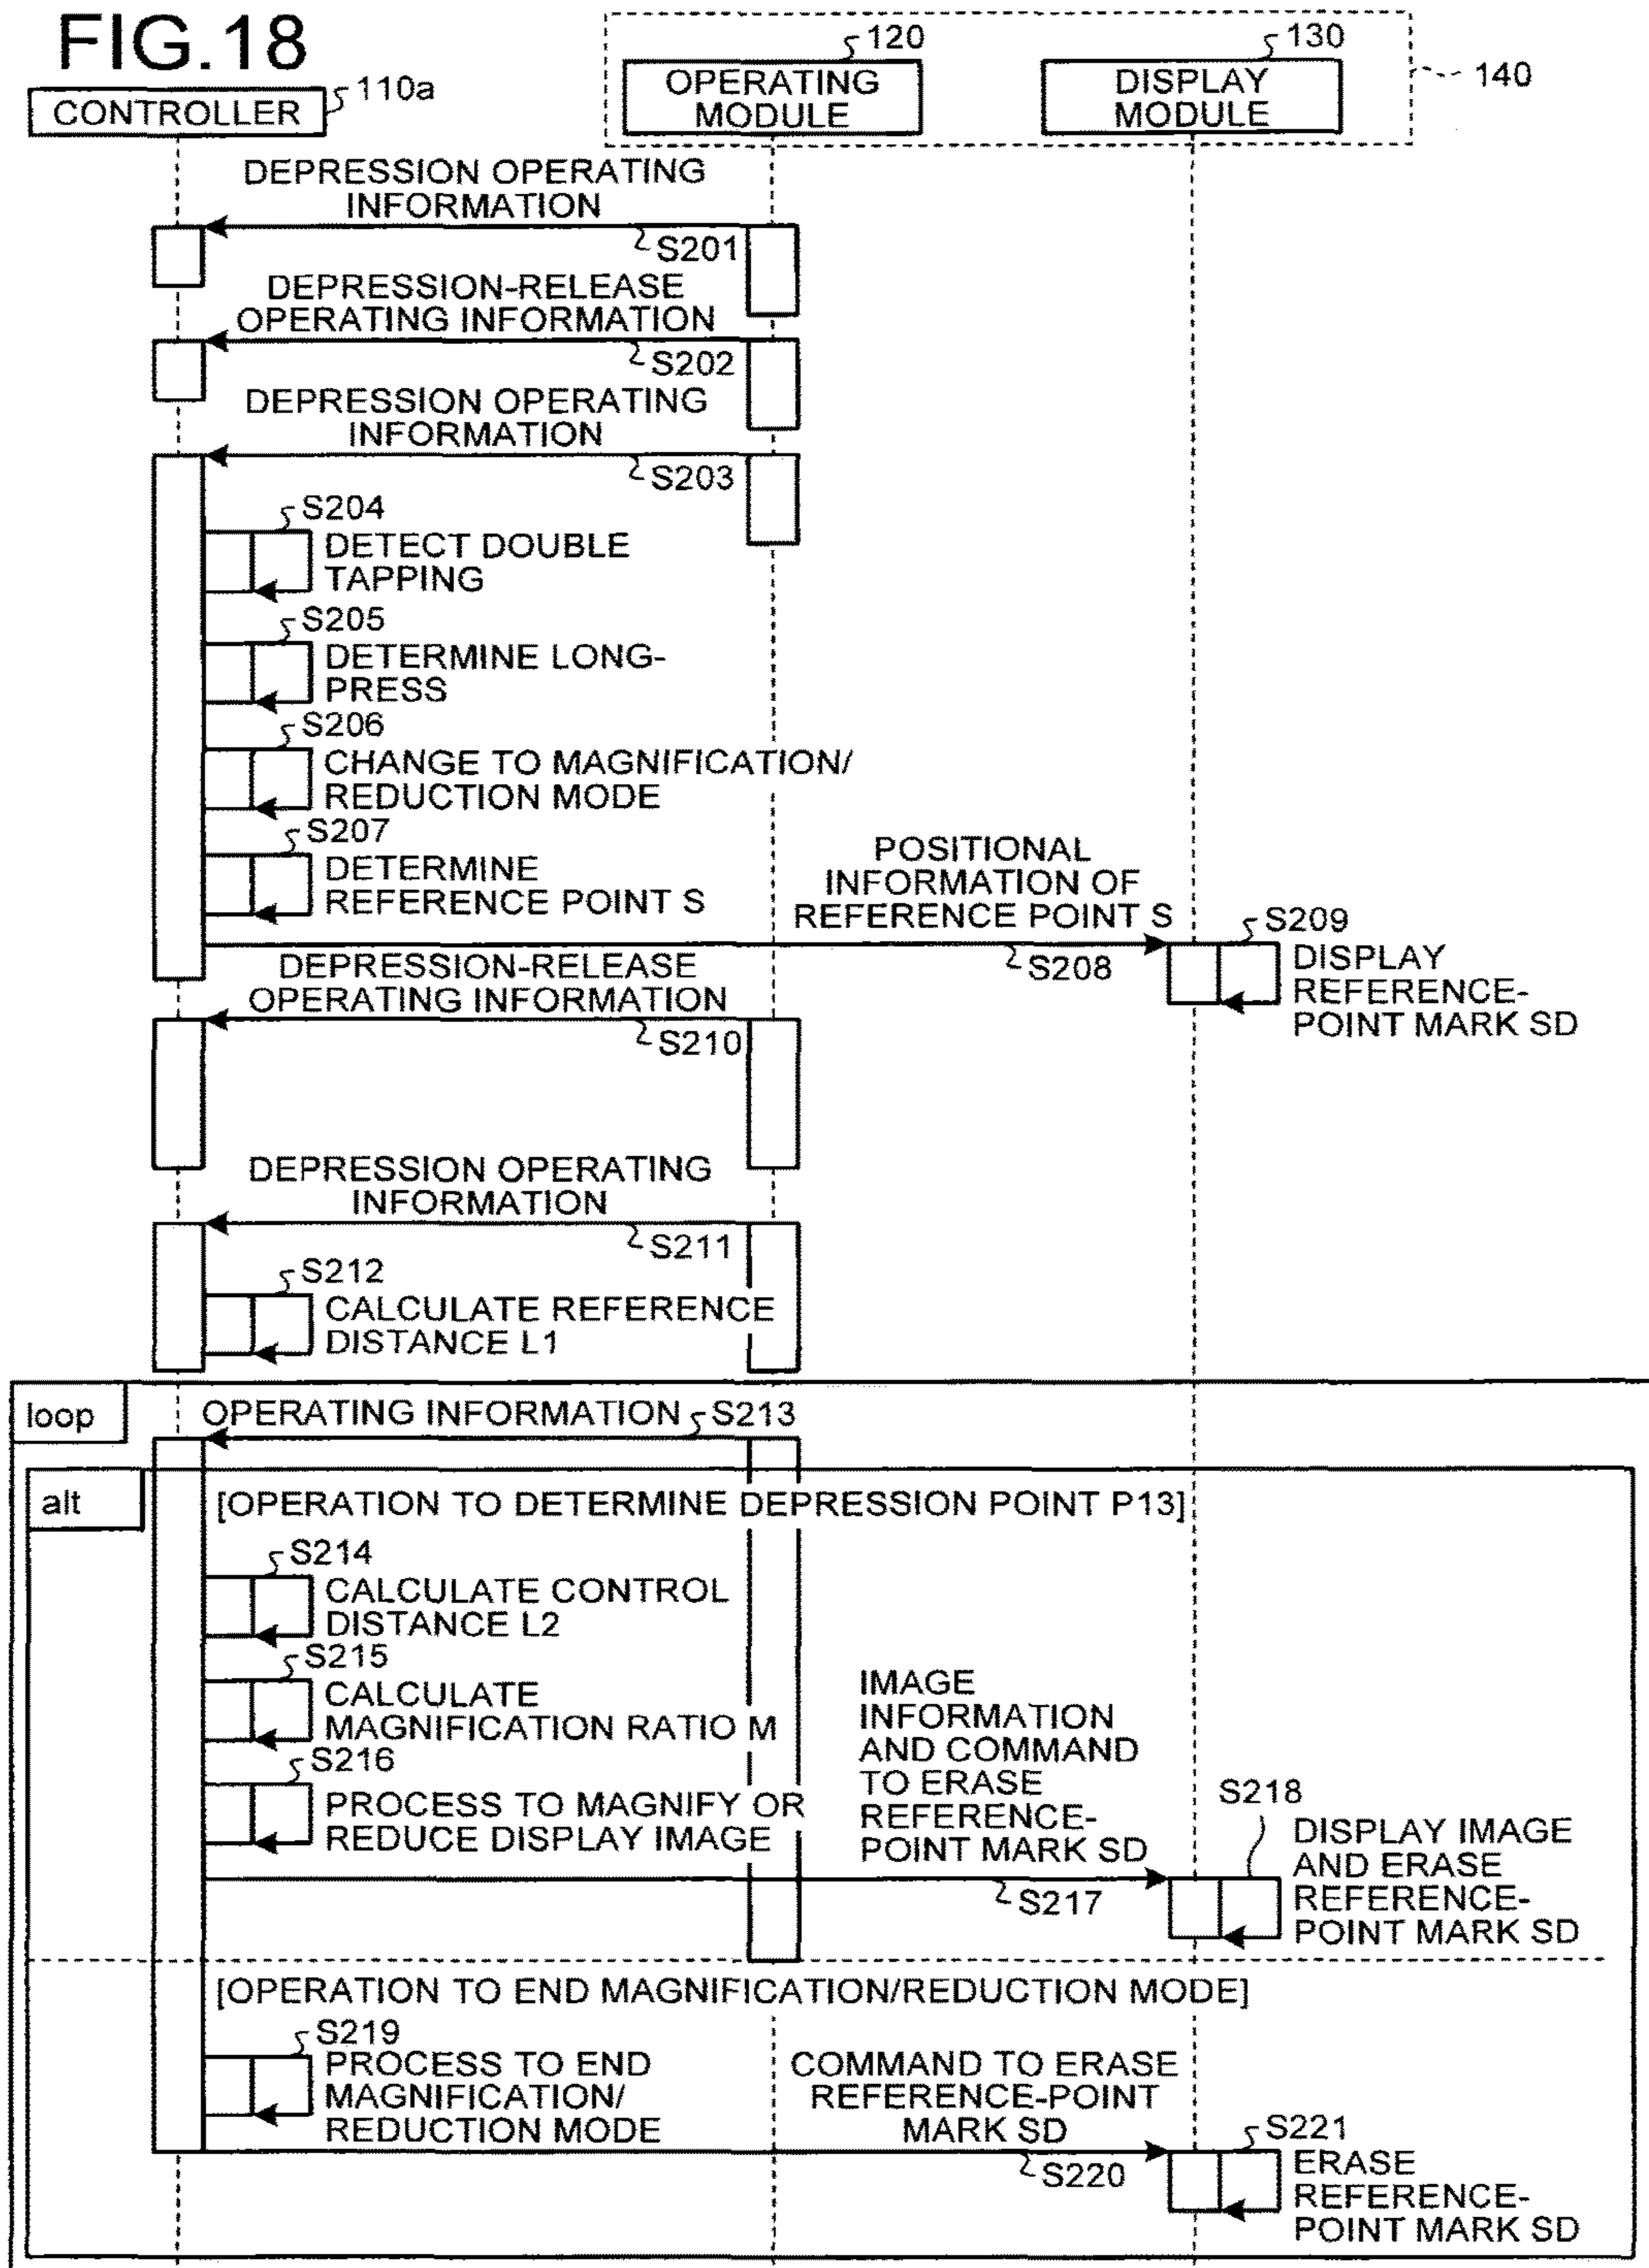 FIG.18
CONTROLLER
110a
120
OPERATING
MODULE
130
DISPLAY
MODULE
140
DEPRESSION OPERATING
INFORMATION
S201
DEPRESSION-RELEASE
OPERATING INFORMATION
S202
DEPRESSION OPERATING
INFORMATION
S203
S204
DETECT DOUBLE
TAPPING
S205
DETERMINE LONG-
PRESS
S206
CHANGE TO MAGNIFICATION/
REDUCTION MODE
S207
DETERMINE
REFERENCE POINT S
POSITIONAL
INFORMATION OF
REFERENCE POINT S
S208
S209
DISPLAY
REFERENCE-
POINT MARK SD
DEPRESSION-RELEASE
OPERATING INFORMATION
S210
DEPRESSION OPERATING
INFORMATION
S211
S212
CALCULATE REFERENCE
DISTANCE L1
loop
OPERATING INFORMATION
S213
alt
[OPERATION TO DETERMINE DEPRESSION POINT P13]
S214
CALCULATE CONTROL
DISTANCE L2
S215
CALCULATE
MAGNIFICATION RATIO M
S216
PROCESS TO MAGNIFY OR
REDUCE DISPLAY IMAGE
IMAGE
INFORMATION
AND COMMAND
TO ERASE
REFERENCE-
POINT MARK SD
S217
S218
DISPLAY IMAGE
AND ERASE
REFERENCE-
POINT MARK SD
[OPERATION TO END MAGNIFICATION/REDUCTION MODE]
S219
PROCESS TO END
MAGNIFICATION/
REDUCTION MODE
COMMAND TO ERASE
REFERENCE-POINT
MARK SD
S220
S221
ERASE
REFERENCE-
POINT MARK SD